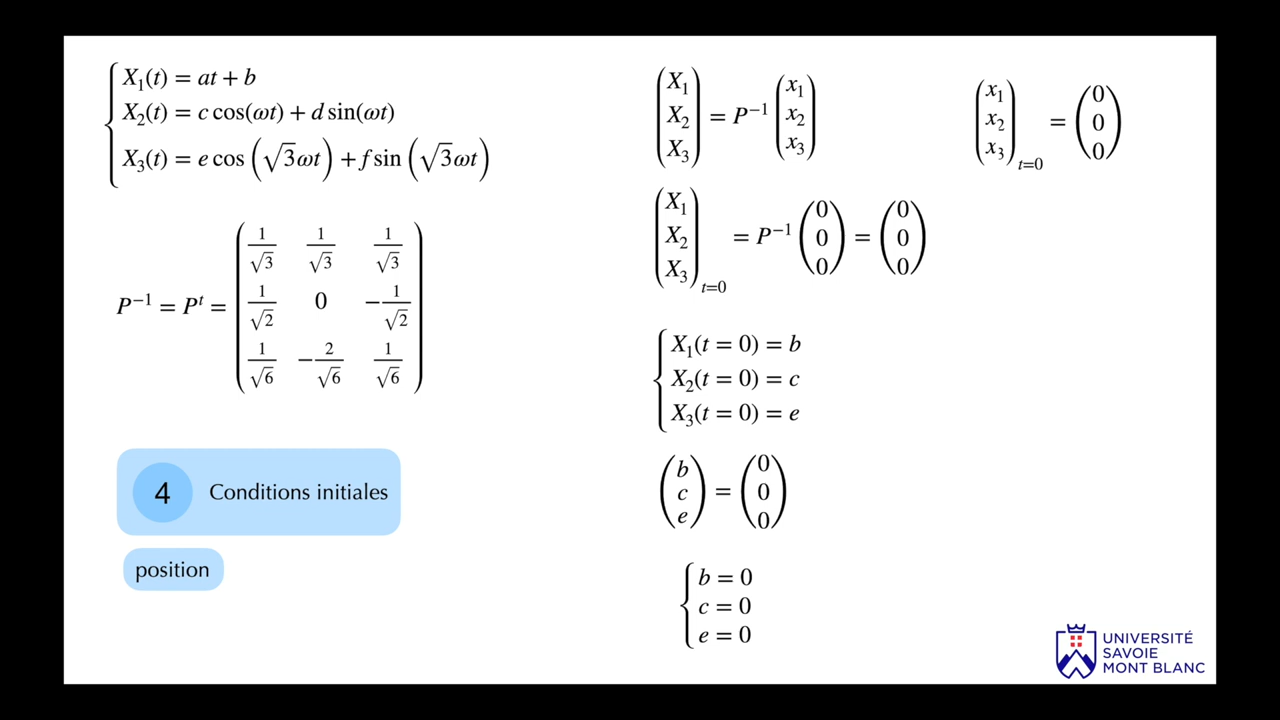 X₁(t) = at + b
X₂(t) = c cos(ωt) + d sin(ωt)
X₃(t) = e cos(√3ωt) + f sin(√3ωt)
P⁻¹ = Pᵗ = (1/√3 1/√3 1/√3
1/√2 0 −1/√2
1/√6 −2/√6 1/√6)
4 Conditions initiales
position
(X₁ X₂ X₃) = P⁻¹ (x₁ x₂ x₃)
(x₁ x₂ x₃)t=0 = (0 0 0)
(X₁ X₂ X₃)t=0 = P⁻¹ (0 0 0) = (0 0 0)
X₁(t = 0) = b
X₂(t = 0) = c
X₃(t = 0) = e
(b c e) = (0 0 0)
b = 0
c = 0
e = 0
UNIVERSITÉ
SAVOIE
MONT BLANC